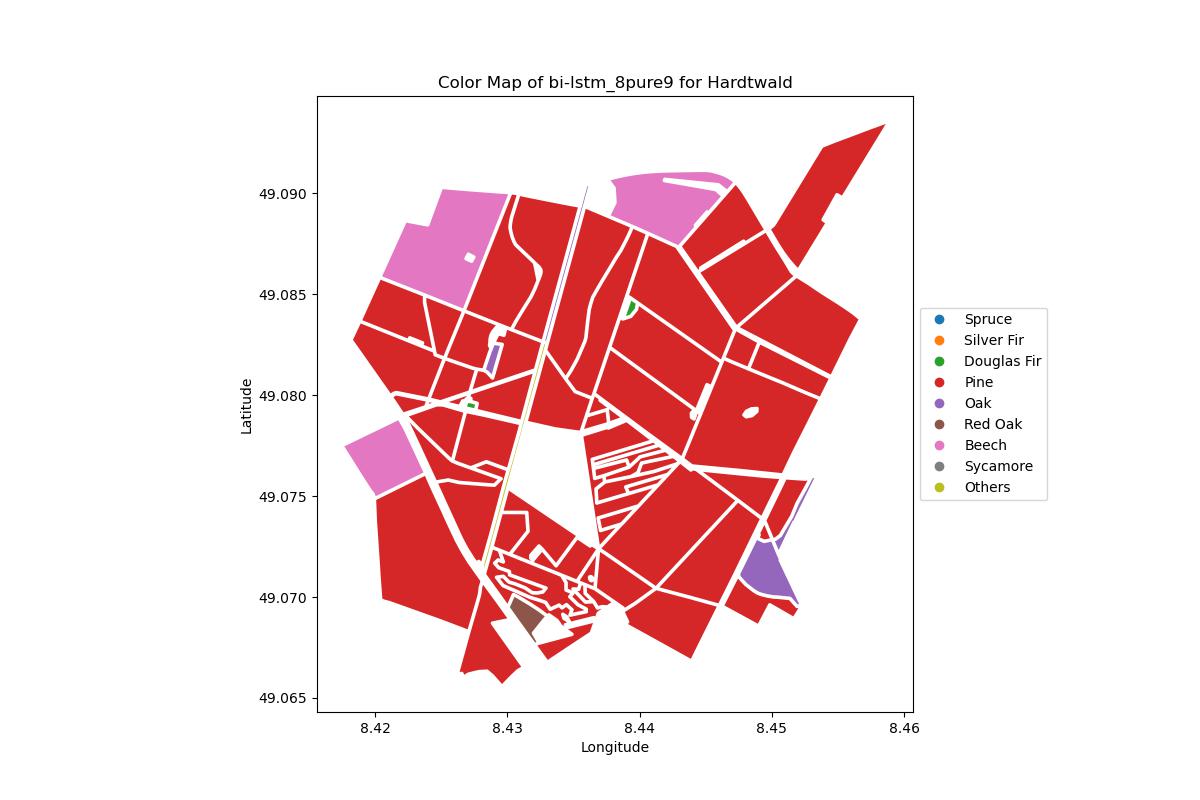 Color Map of bi-lstm_8pure9 for Hardtwald
49.090
49.085
49.080
49.075
49.070
49.065
Latitude
8.42 8.43 8.44 8.45 8.46
Longitude
Spruce
Silver Fir
Douglas Fir
Pine
Oak
Red Oak
Beech
Sycamore
Others